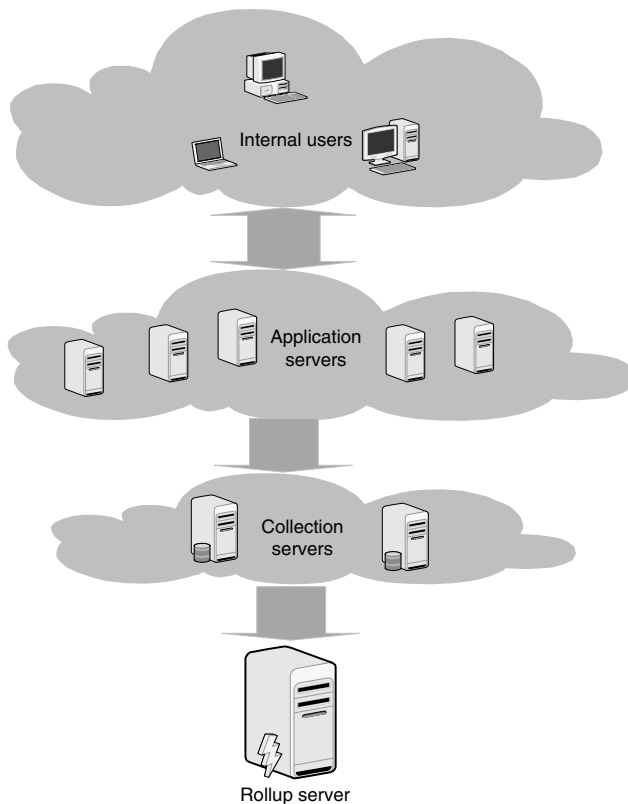 Internal users
Application
servers
Collection
servers
Rollup server